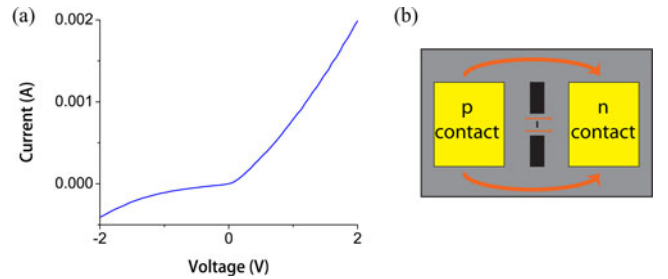 (a)
0.002
0.001
0.000
-2
0
2
Current (A)
Voltage (V)
(b)
p
contact
n
contact